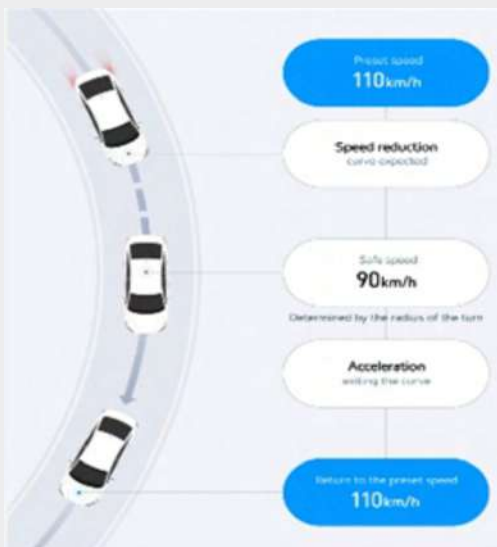 Preset speed
110km/h
Speed reduction
curve expected
Safe speed
90km/h
Determined by the radius of the turn
Acceleration
exiting the curve
Return to the preset speed
110km/h